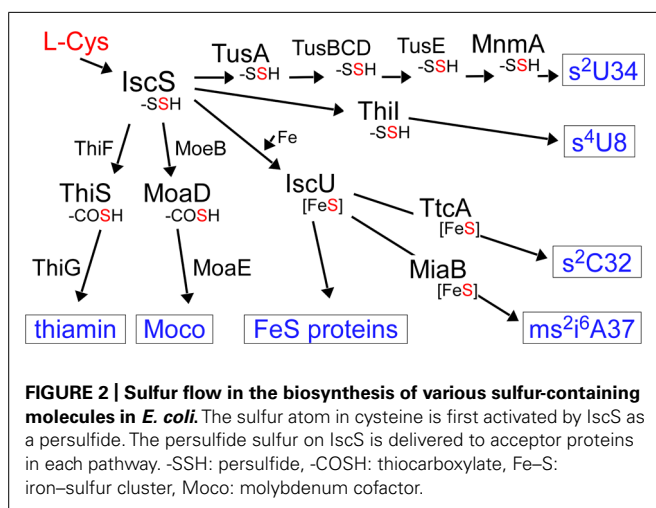 L-Cys
IscS
-SSH
TusA
-SSH
TusBCD
-SSH
TusE
-SSH
MnmA
-SSH
s²U34
ThiI
-SSH
s⁴U8
ThiF
MoeB
Fe
ThiS
-COSH
MoaD
-COSH
IscU
[FeS]
TtcA
[FeS]
s²C32
ThiG
MoaE
MiaB
[FeS]
thiamin
Moco
FeS proteins
ms²i⁶A37
FIGURE 2 | Sulfur flow in the biosynthesis of various sulfur-containing
molecules in E. coli. The sulfur atom in cysteine is first activated by IscS as
a persulfide. The persulfide sulfur on IscS is delivered to acceptor proteins
in each pathway. -SSH: persulfide, -COSH: thiocarboxylate, Fe–S:
iron–sulfur cluster, Moco: molybdenum cofactor.